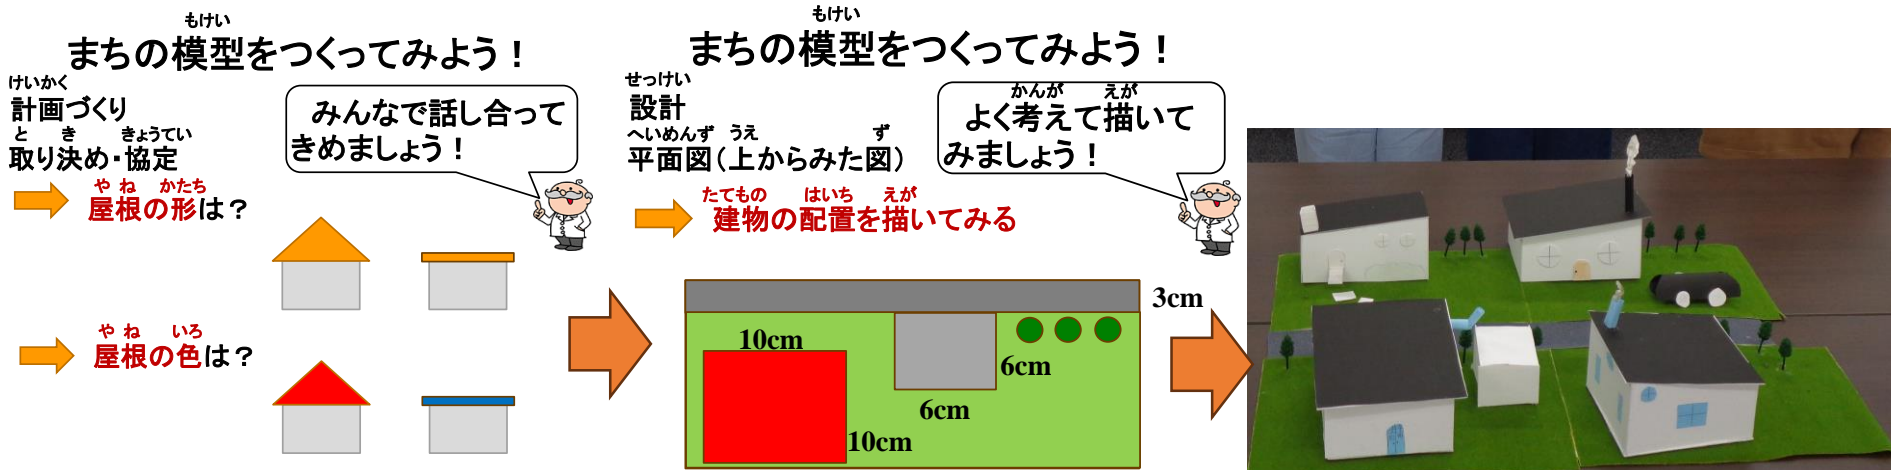 もけい
まちの模型をつくってみよう！
けいかく
計画づくり
と き きょうてい
取り決め・協定
みんなで話し合って
きめましょう！
やね かたち
屋根の形は？
やね いろ
屋根の色は？
もけい
まちの模型をつくってみよう！
せっけい
設計
へいめんず うえ ず
平面図（上からみた図）
かんが えが
よく考えて描いて
みましょう！
たてもの はいち えが
建物の配置を描いてみる
3cm
10cm
6cm
6cm
10cm